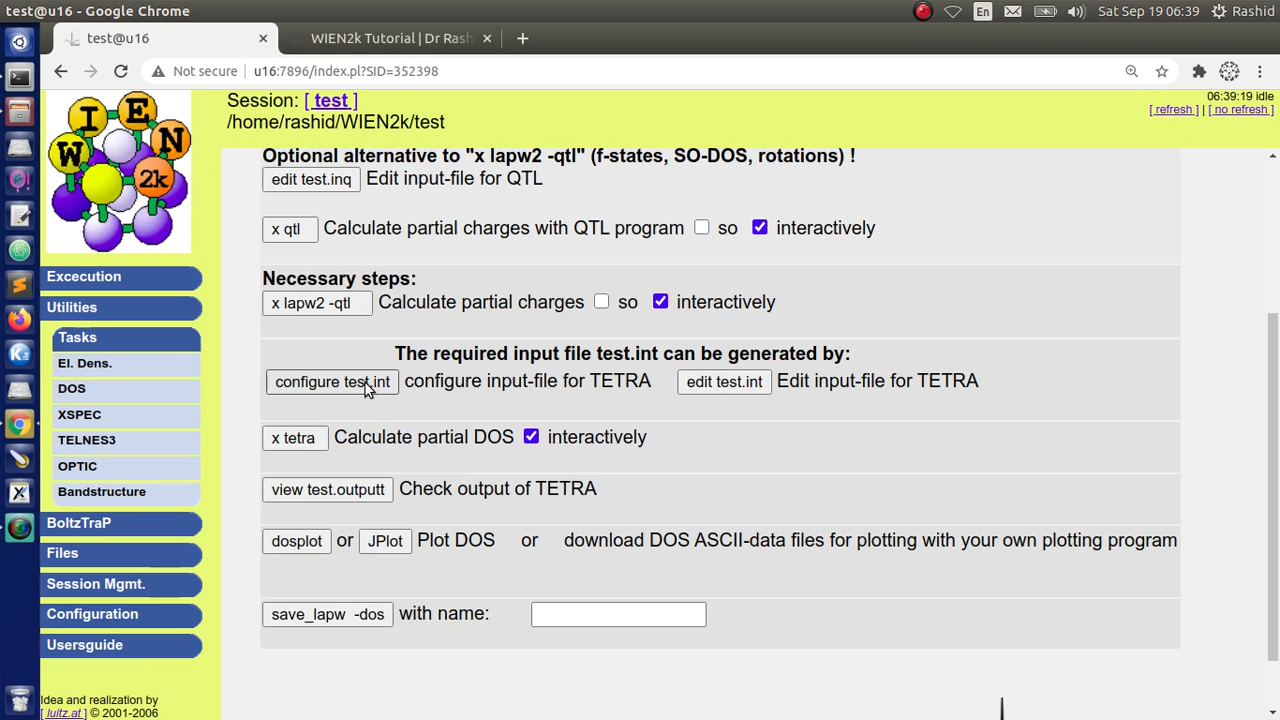 test@u16 - Google Chrome
En
Sat Sep 19 06:39
Rashid
test@u16
WIEN2k Tutorial | Dr Rash
Not secure
u16:7896/index.pl?SID=352398
W I E N 2k
Session: [ test ]
/home/rashid/WIEN2k/test
06:39:19 idle
[ refresh ] | [ no refresh ]
Excecution
Utilities
Tasks
El. Dens.
DOS
XSPEC
TELNES3
OPTIC
Bandstructure
BoltzTraP
Files
Session Mgmt.
Configuration
Usersguide
Idea and realization by
[ luitz.at ] © 2001-2006
Optional alternative to "x lapw2 -qtl" (f-states, SO-DOS, rotations) !
edit test.inq Edit input-file for QTL
x qtl Calculate partial charges with QTL program so interactively
Necessary steps:
x lapw2 -qtl Calculate partial charges so interactively
The required input file test.int can be generated by:
configure test.int configure input-file for TETRA edit test.int Edit input-file for TETRA
x tetra Calculate partial DOS interactively
view test.outputt Check output of TETRA
dosplot or JPlot Plot DOS or download DOS ASCII-data files for plotting with your own plotting program
save_lapw -dos with name: